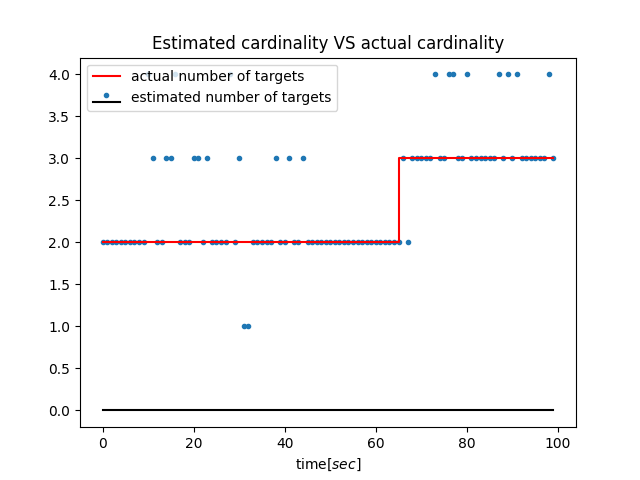 Estimated cardinality VS actual cardinality
4.0
3.5
3.0
2.5
2.0
1.5
1.0
0.5
0.0
actual number of targets
estimated number of targets
0 20 40 60 80 100
time[sec]